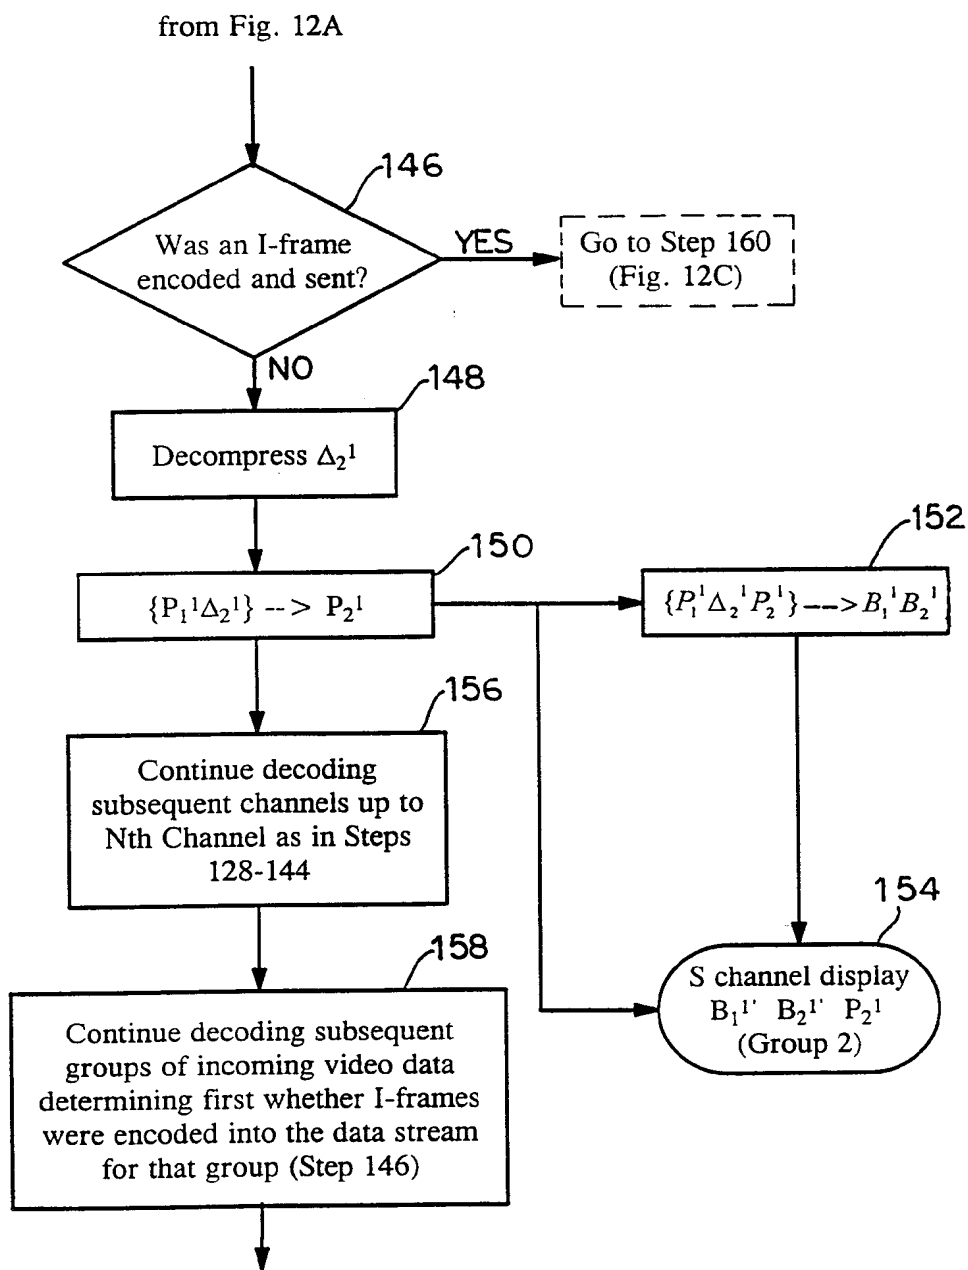 from Fig. 12A
146
Was an I-frame
encoded and sent?
YES
Go to Step 160
(Fig. 12C)
NO
148
Decompress Δ₂¹
150
{P₁¹Δ₂¹} --> P₂¹
152
{P₁¹Δ₂¹P₂¹} --->B₁¹B₂¹
156
Continue decoding
subsequent channels up to
Nth Channel as in Steps
128-144
154
S channel display
B₁¹' B₂¹' P₂¹
(Group 2)
158
Continue decoding subsequent
groups of incoming video data
determining first whether I-frames
were encoded into the data stream
for that group (Step 146)